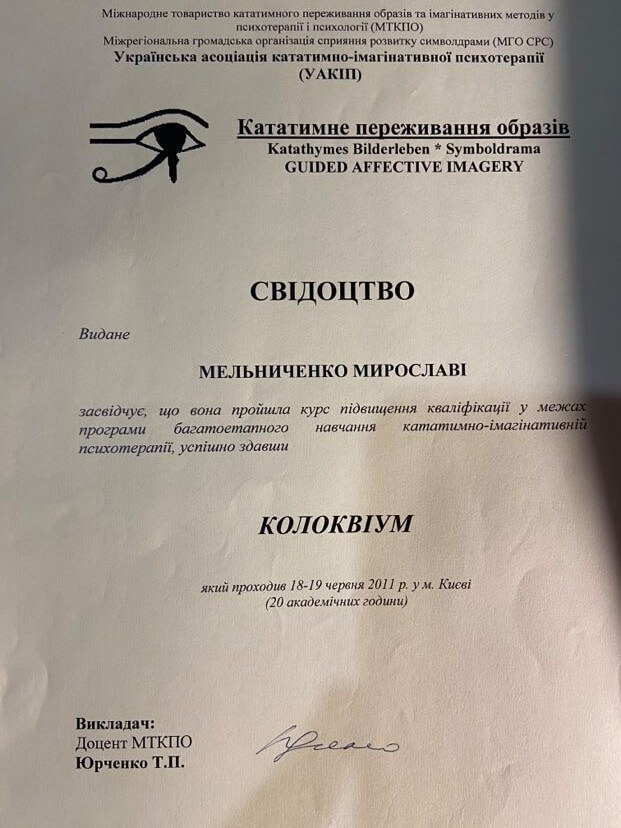 Міжнародне товариство кататимного переживання образів та імагінативних методів у
психотерапії і психології (МТКПО)
Міжрегіональна громадська організація сприяння розвитку символдрами (МГО СРС)
Українська асоціація кататимно-імагінативної психотерапії
(УАКІП)
Кататимне переживання образів
Katathymes Bilderleben * Symboldrama
GUIDED AFFECTIVE IMAGERY
СВІДОЦТВО
Видане
МЕЛЬНИЧЕНКО МИРОСЛАВІ
засвідчує, що вона пройшла курс підвищення кваліфікації у межах
програми багатоетапного навчання кататимно-імагінативній
психотерапії, успішно здавши
КОЛОКВІУМ
який проходив 18-19 червня 2011 р. у м. Києві
(20 академічних години)
Викладач:
Доцент МТКПО
Юрченко Т.П.